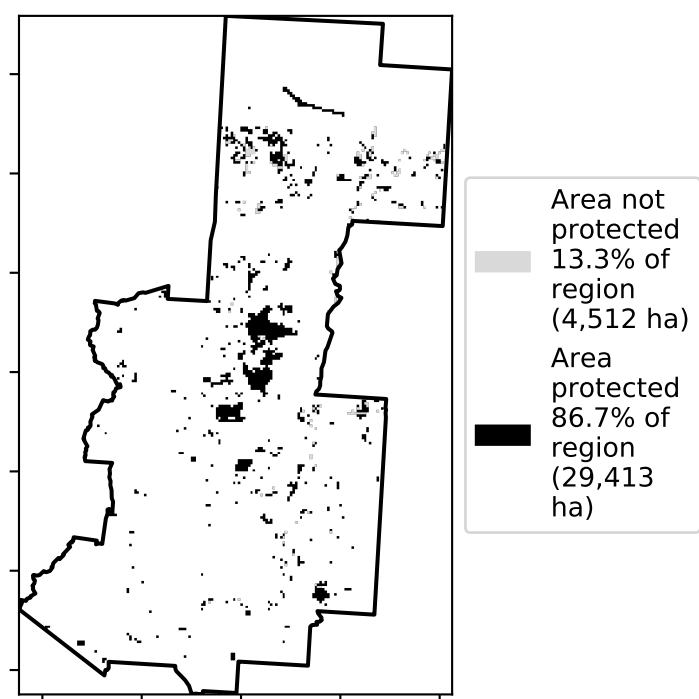 Area not
protected
13.3% of
region
(4,512 ha)
Area
protected
86.7% of
region
(29,413
ha)